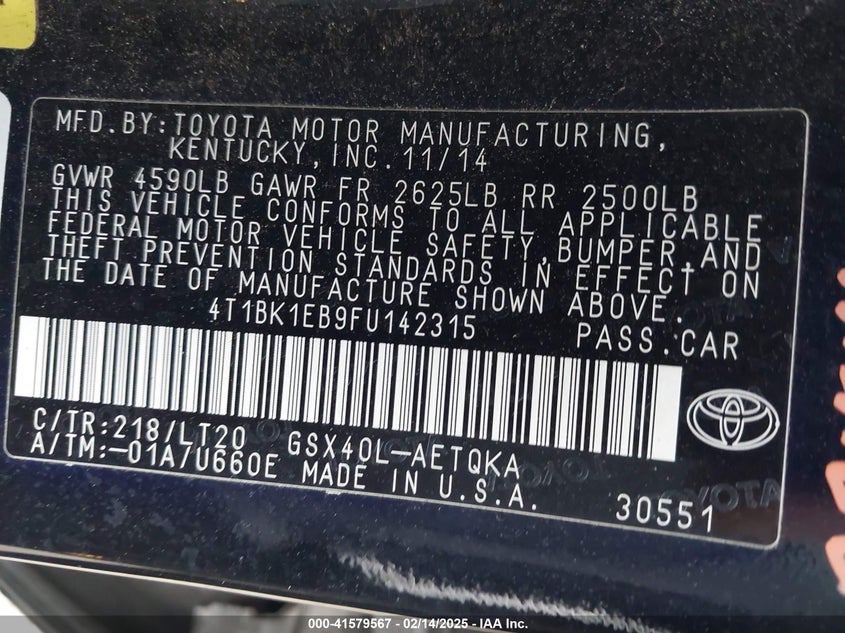 MFD.BY:TOYOTA MOTOR MANUFACTURING,
KENTUCKY, INC. 11/14
GVWR 4590LB GAWR FR 2625LB RR 2500LB
THIS VEHICLE CONFORMS TO ALL APPLICABLE
FEDERAL MOTOR VEHICLE SAFETY, BUMPER, AND
THEFT PREVENTION STANDARDS IN EFFECT ON
THE DATE OF MANUFACTURE SHOWN ABOVE.
4T1BK1EB9FU142315 PASS.CAR
C/TR:218/LT20 GSX40L-AETQKA
A/TM:-01A/U660E MADE IN U.S.A.
30551
000-41579567 - 02/14/2025 - IAA Inc.